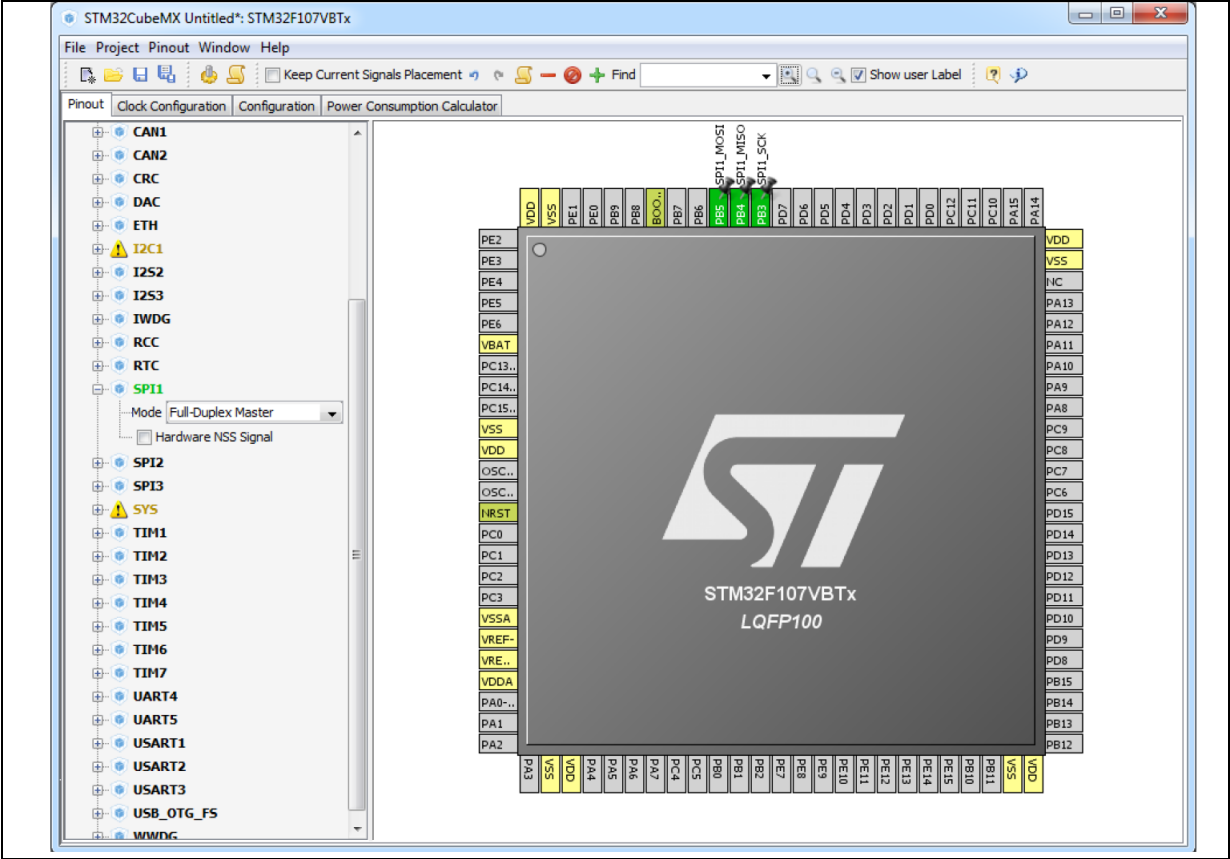 STM32CubeMX Untitled*: STM32F107VBTx
File Project Pinout Window Help
Keep Current Signals Placement Find Show user Label
Pinout Clock Configuration Configuration Power Consumption Calculator
CAN1
CAN2
CRC
DAC
ETH
I2C1
I2S2
I2S3
IWDG
RCC
RTC
SPI1
Mode Full-Duplex Master
Hardware NSS Signal
SPI2
SPI3
SYS
TIM1
TIM2
TIM3
TIM4
TIM5
TIM6
TIM7
UART4
UART5
USART1
USART2
USART3
USB_OTG_FS
WWDG
SPI1_MOSI
SPI1_MISO
SPI1_SCK
VDD
VSS
PE1
PE0
PB9
PB8
BOO..
PB7
PB6
PB5
PB4
PB3
PD7
PD6
PD5
PD4
PD3
PD2
PD1
PD0
PC12
PC11
PC10
PA15
PA14
PE2
PE3
PE4
PE5
PE6
VBAT
PC13..
PC14..
PC15..
VSS
VDD
OSC..
OSC..
NRST
PC0
PC1
PC2
PC3
VSSA
VREF-
VRE..
VDDA
PA0-..
PA1
PA2
ST
STM32F107VBTx
LQFP100
VDD
VSS
NC
PA13
PA12
PA11
PA10
PA9
PA8
PC9
PC8
PC7
PC6
PD15
PD14
PD13
PD12
PD11
PD10
PD9
PD8
PB15
PB14
PB13
PB12
PA3
VSS
VDD
PA4
PA5
PA6
PA7
PC4
PC5
PB0
PB1
PB2
PE7
PE8
PE9
PE10
PE11
PE12
PE13
PE14
PE15
PB10
PB11
VSS
VDD